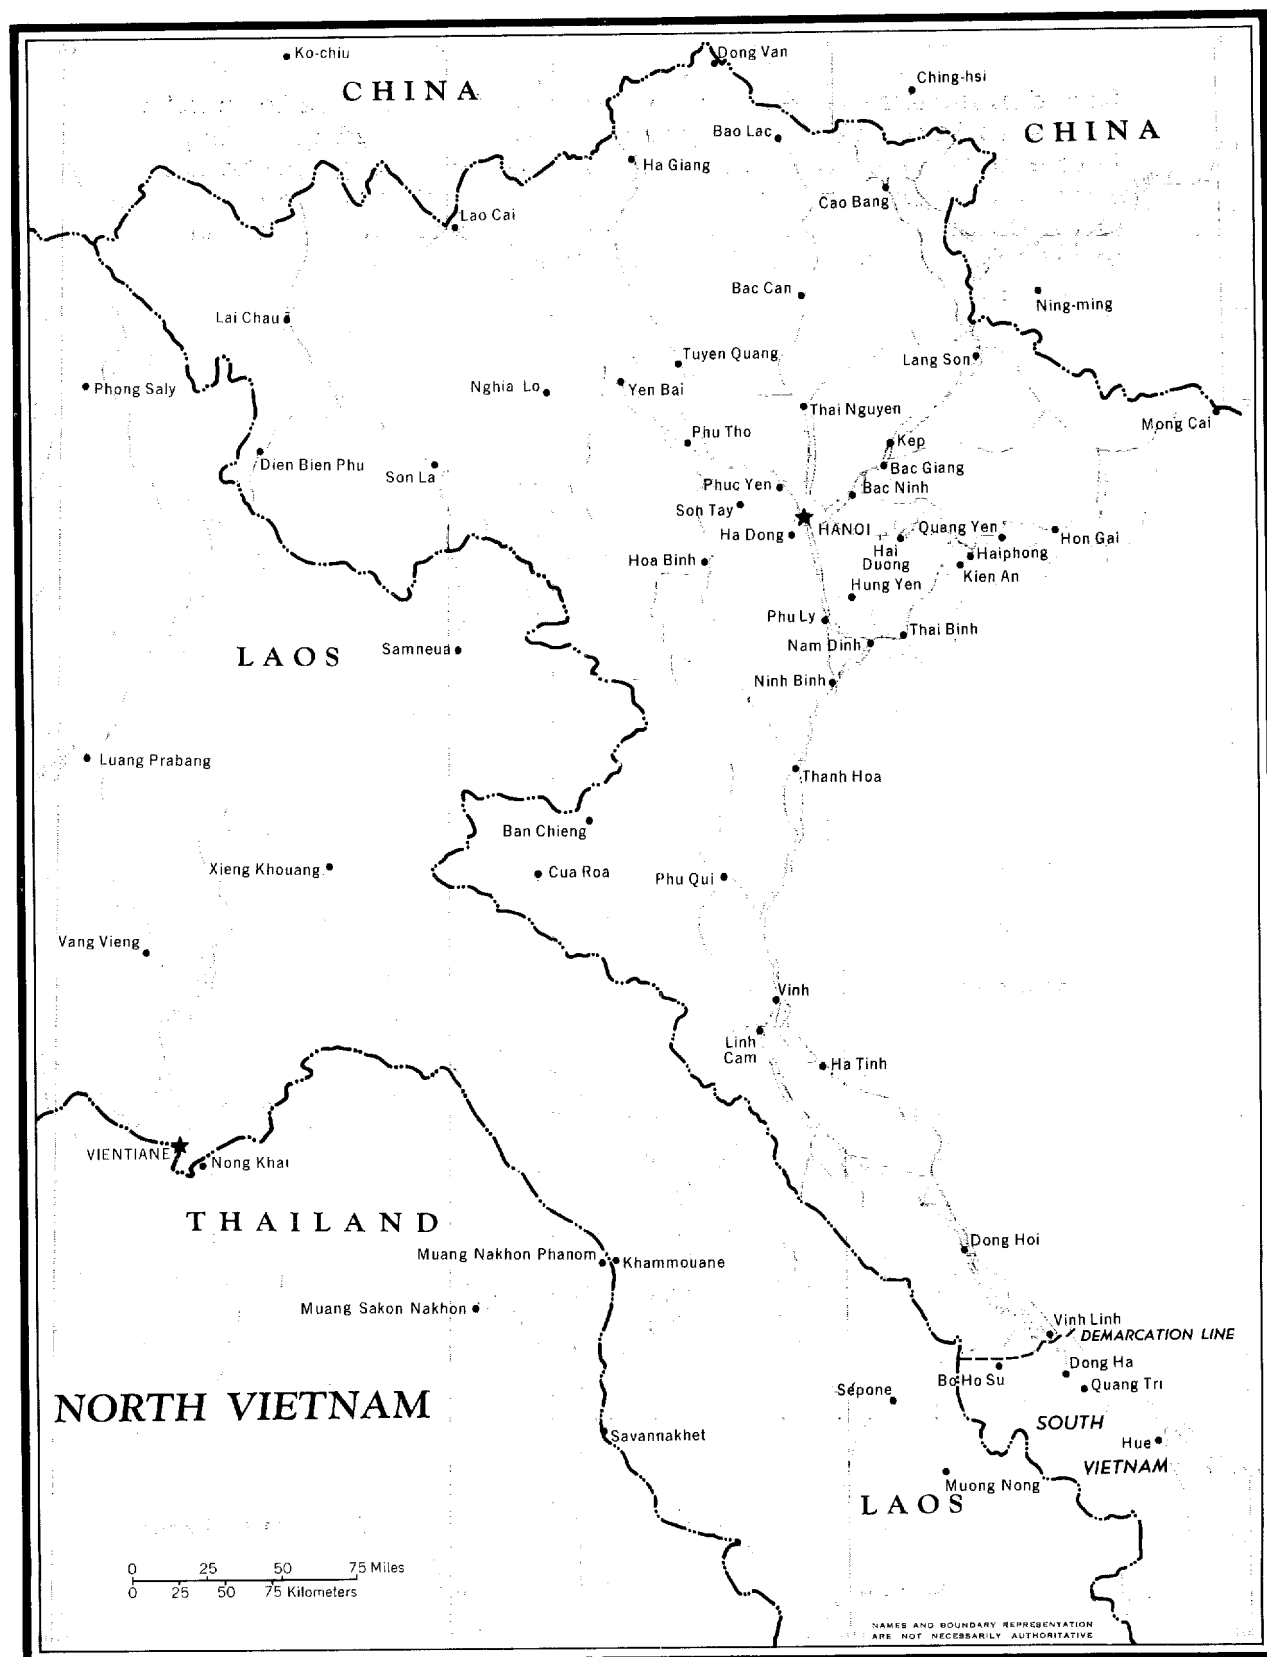 Ko-chiu
Dong Van
CHINA
Ching-hsi
CHINA
Bao Lac
Ha Giang
Cao Bang
Lao Cai
Bac Can
Ning-ming
Lai Chau
Tuyen Quang
Lang Son
Phong Saly
Nghia Lo
Yen Bai
Thai Nguyen
Mong Cai
Phu Tho
Kep
Dien Bien Phu
Son La
Bac Giang
Phuc Yen
Bac Ninh
Son Tay
HANOI
Quang Yen
Ha Dong
Hon Gai
Hai
Duong
Haiphong
Hoa Binh
Kien An
Hung Yen
Phu Ly
Thai Binh
LAOS
Samneua
Nam Dinh
Ninh Binh
Luang Prabang
Thanh Hoa
Ban Chieng
Xieng Khouang
Cua Roa
Phu Qui
Vang Vieng
Vinh
Linh
Cam
Ha Tinh
VIENTIANE
Nong Khai
THAILAND
Dong Hoi
Muang Nakhon Phanom
Khammouane
Muang Sakon Nakhon
Vinh Linh
DEMARCATION LINE
Dong Ha
Bo Ho Su
Quang Tri
Sepone
NORTH VIETNAM
SOUTH
VIETNAM
Savannakhet
Hue
Muong Nong
LAOS
0 25 50 75 Miles
0 25 50 75 Kilometers
NAMES AND BOUNDARY REPRESENTATION
ARE NOT NECESSARILY AUTHORITATIVE